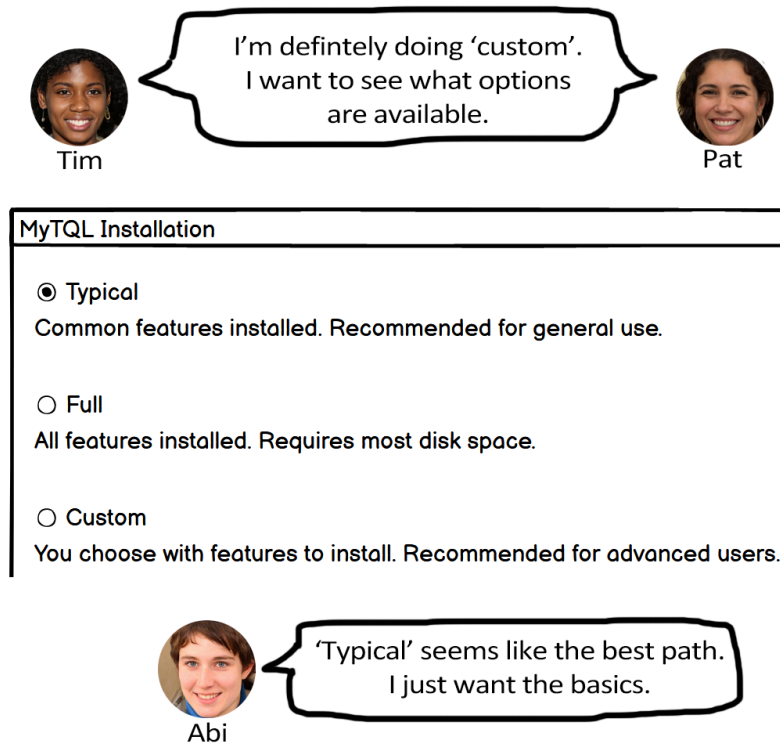 I'm defintely doing 'custom'.
I want to see what options
are available.
Tim
Pat
MyTQL Installation
Typical
Common features installed. Recommended for general use.
Full
All features installed. Requires most disk space.
Custom
You choose with features to install. Recommended for advanced users.
'Typical' seems like the best path.
I just want the basics.
Abi